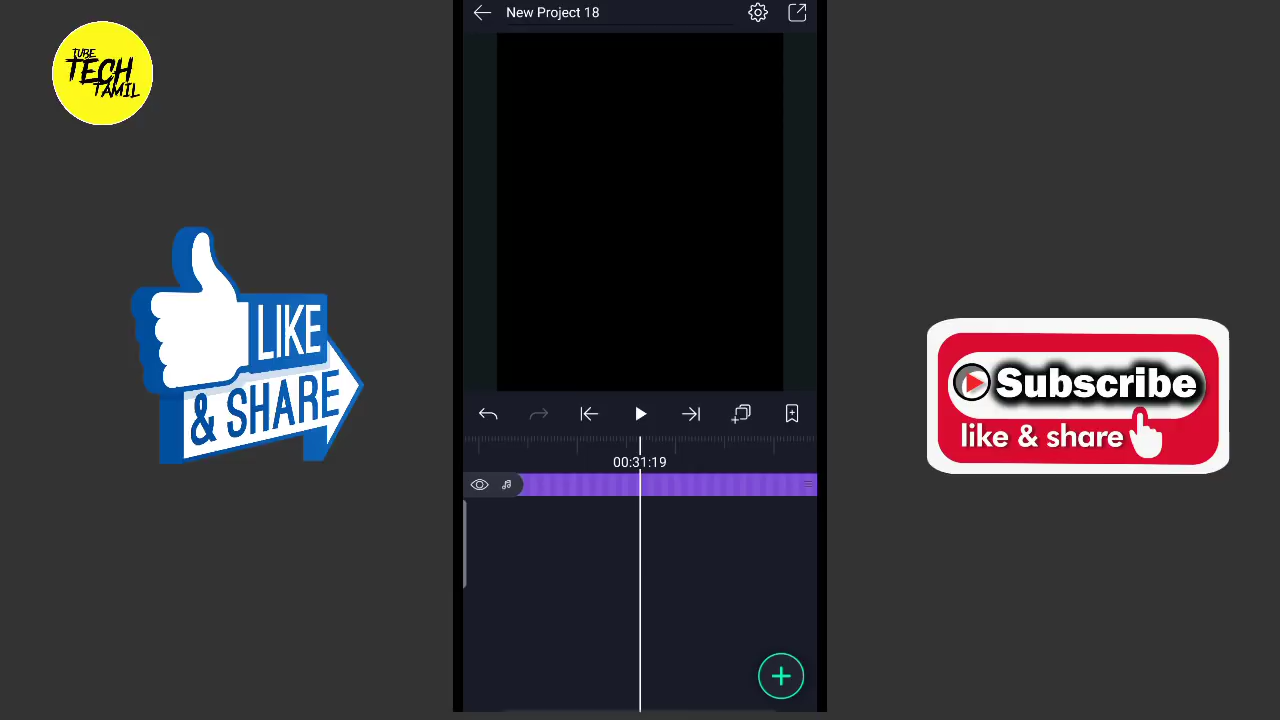 New Project 18
TUBE
TECH
TAMIL
LIKE
& SHARE
Subscribe
like & share
00:31:19